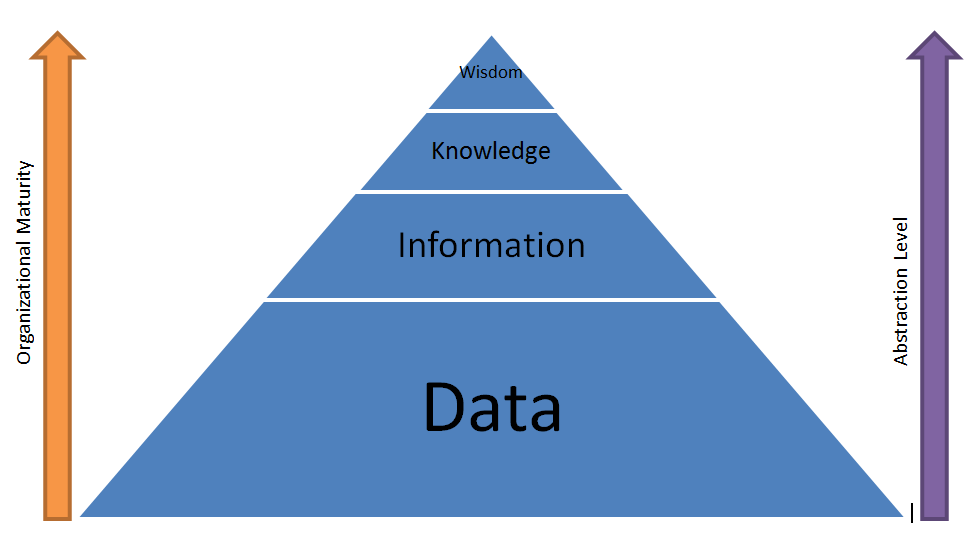 Wisdom
Knowledge
Information
Data
Organizational Maturity
Abstraction Level